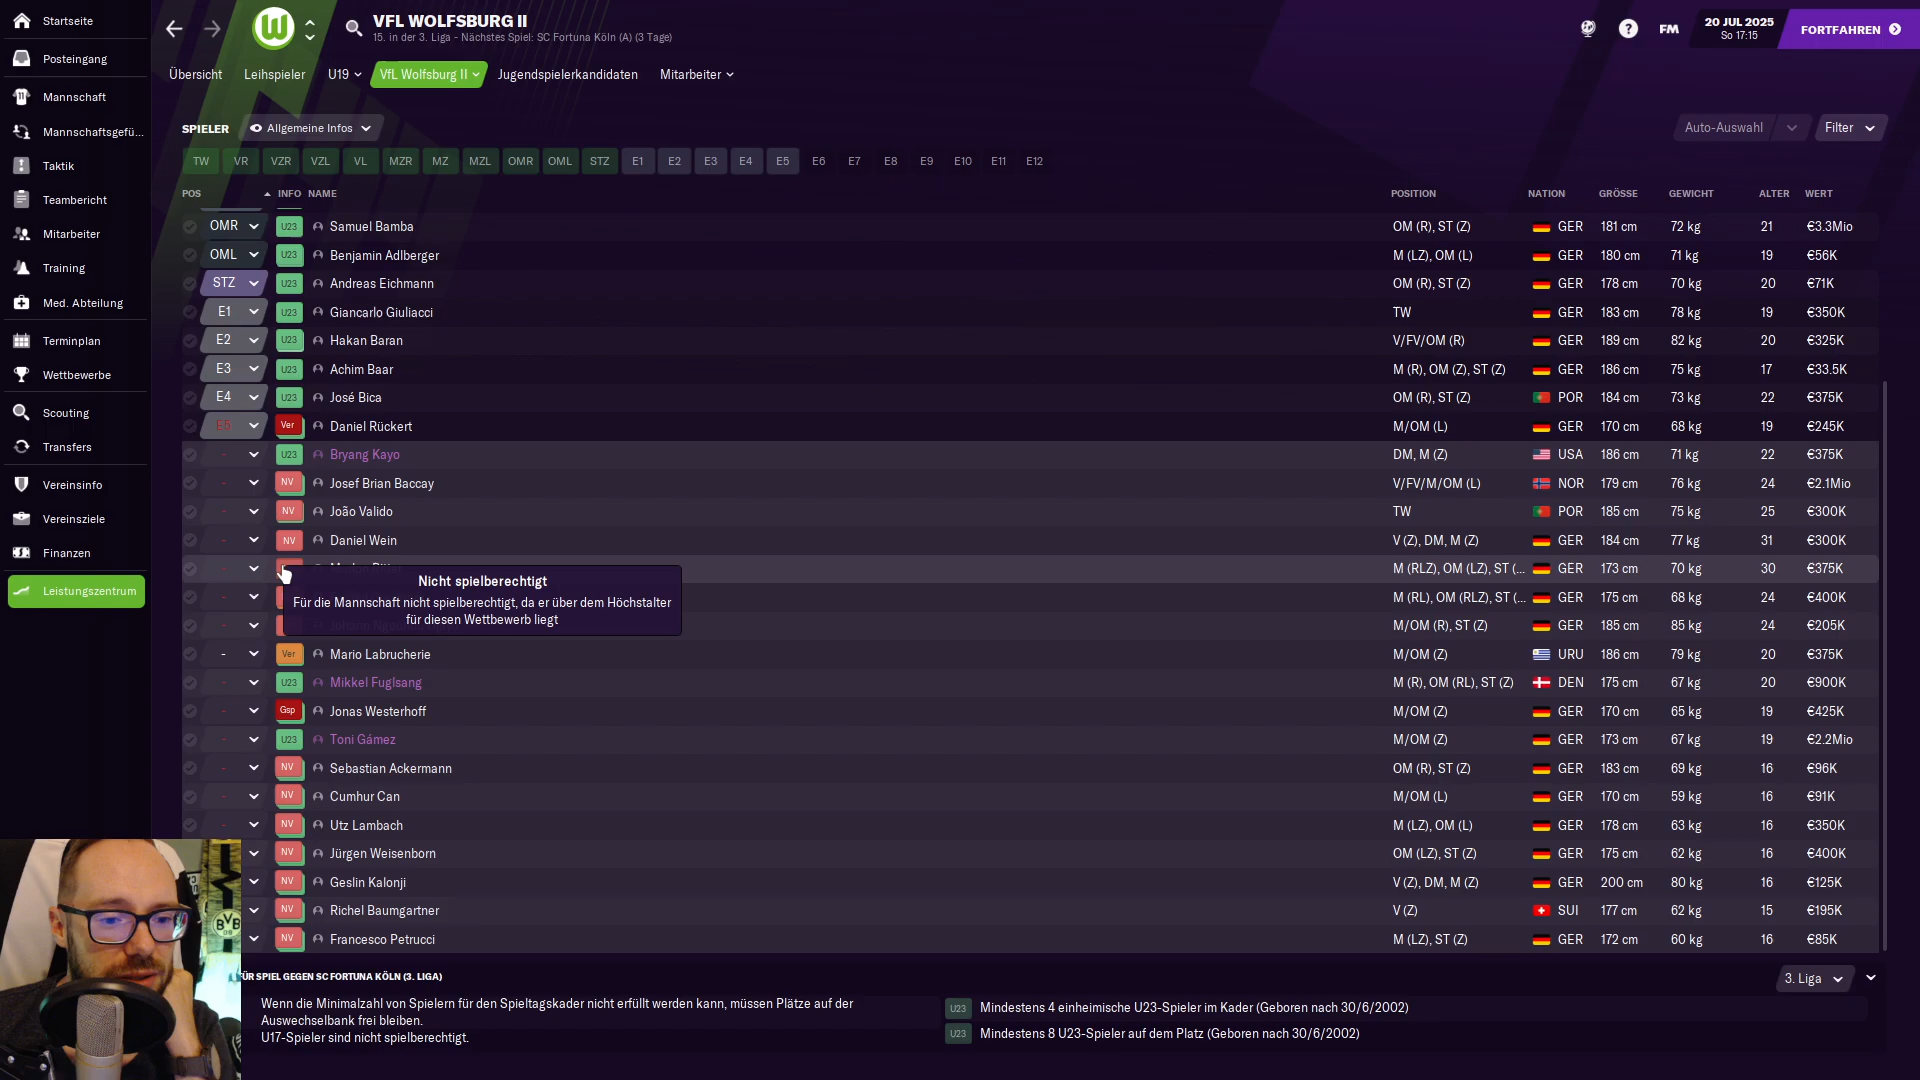 Startseite
Posteingang
Mannschaft
Mannschaftsgefü...
Taktik
Teambericht
Mitarbeiter
Training
Med. Abteilung
Terminplan
Wettbewerbe
Scouting
Transfers
Vereinsinfo
Vereinsziele
Finanzen
Leistungszentrum
VFL WOLFSBURG II
15. in der 3. Liga - Nächstes Spiel: SC Fortuna Köln (A) (3 Tage)
FM
20 JUL 2025
So 17:15
FORTFAHREN
Übersicht Leihspieler U19 VfL Wolfsburg II Jugendspielerkandidaten Mitarbeiter
SPIELER Allgemeine Infos Auto-Auswahl Filter
TW VR VZR VZL VL MZR MZ MZL OMR OML STZ E1 E2 E3 E4 E5 E6 E7 E8 E9 E10 E11 E12
POS INFO NAME POSITION NATION GRÖSSE GEWICHT ALTER WERT
OMR U23 Samuel Bamba OM (R), ST (Z) GER 181 cm 72 kg 21 €3.3Mio
OML U23 Benjamin Adlberger M (LZ), OM (L) GER 180 cm 71 kg 19 €56K
STZ U23 Andreas Eichmann OM (R), ST (Z) GER 178 cm 70 kg 20 €71K
E1 U23 Giancarlo Giuliacci TW GER 183 cm 78 kg 19 €350K
E2 U23 Hakan Baran V/FV/OM (R) GER 189 cm 82 kg 20 €325K
E3 U23 Achim Baar M (R), OM (Z), ST (Z) GER 186 cm 75 kg 17 €33.5K
E4 U23 José Bica OM (R), ST (Z) POR 184 cm 73 kg 22 €375K
E5 Ver Daniel Rückert M/OM (L) GER 170 cm 68 kg 19 €245K
- U23 Bryang Kayo DM, M (Z) USA 186 cm 71 kg 22 €375K
- NV Josef Brian Baccay V/FV/M/OM (L) NOR 179 cm 76 kg 24 €2.1Mio
- NV João Valido TW POR 185 cm 75 kg 25 €300K
- NV Daniel Wein V (Z), DM, M (Z) GER 184 cm 77 kg 31 €300K
- M (RLZ), OM (LZ), ST (... GER 173 cm 70 kg 30 €375K
Nicht spielberechtigt
Für die Mannschaft nicht spielberechtigt, da er über dem Höchstalter
für diesen Wettbewerb liegt
- M (RL), OM (RLZ), ST (... GER 175 cm 68 kg 24 €400K
- M/OM (R), ST (Z) GER 185 cm 85 kg 24 €205K
- Ver Mario Labrucherie M/OM (Z) URU 186 cm 79 kg 20 €375K
- U23 Mikkel Fuglsang M (R), OM (RL), ST (Z) DEN 175 cm 67 kg 20 €900K
- Gsp Jonas Westerhoff M/OM (Z) GER 170 cm 65 kg 19 €425K
- U23 Toni Gámez M/OM (Z) GER 173 cm 67 kg 19 €2.2Mio
- NV Sebastian Ackermann OM (R), ST (Z) GER 183 cm 69 kg 16 €96K
- NV Cumhur Can M/OM (L) GER 170 cm 59 kg 16 €91K
- NV Utz Lambach M (LZ), OM (L) GER 178 cm 63 kg 16 €350K
NV Jürgen Weisenborn OM (LZ), ST (Z) GER 175 cm 62 kg 16 €400K
NV Geslin Kalonji V (Z), DM, M (Z) GER 200 cm 80 kg 16 €125K
NV Richel Baumgartner V (Z) SUI 177 cm 62 kg 15 €195K
NV Francesco Petrucci M (LZ), ST (Z) GER 172 cm 60 kg 16 €85K
BVB
09
ÜR SPIEL GEGEN SC FORTUNA KÖLN (3. LIGA) 3. Liga
Wenn die Minimalzahl von Spielern für den Spieltagskader nicht erfüllt werden kann, müssen Plätze auf der
Auswechselbank frei bleiben.
U17-Spieler sind nicht spielberechtigt.
U23 Mindestens 4 einheimische U23-Spieler im Kader (Geboren nach 30/6/2002)
U23 Mindestens 8 U23-Spieler auf dem Platz (Geboren nach 30/6/2002)